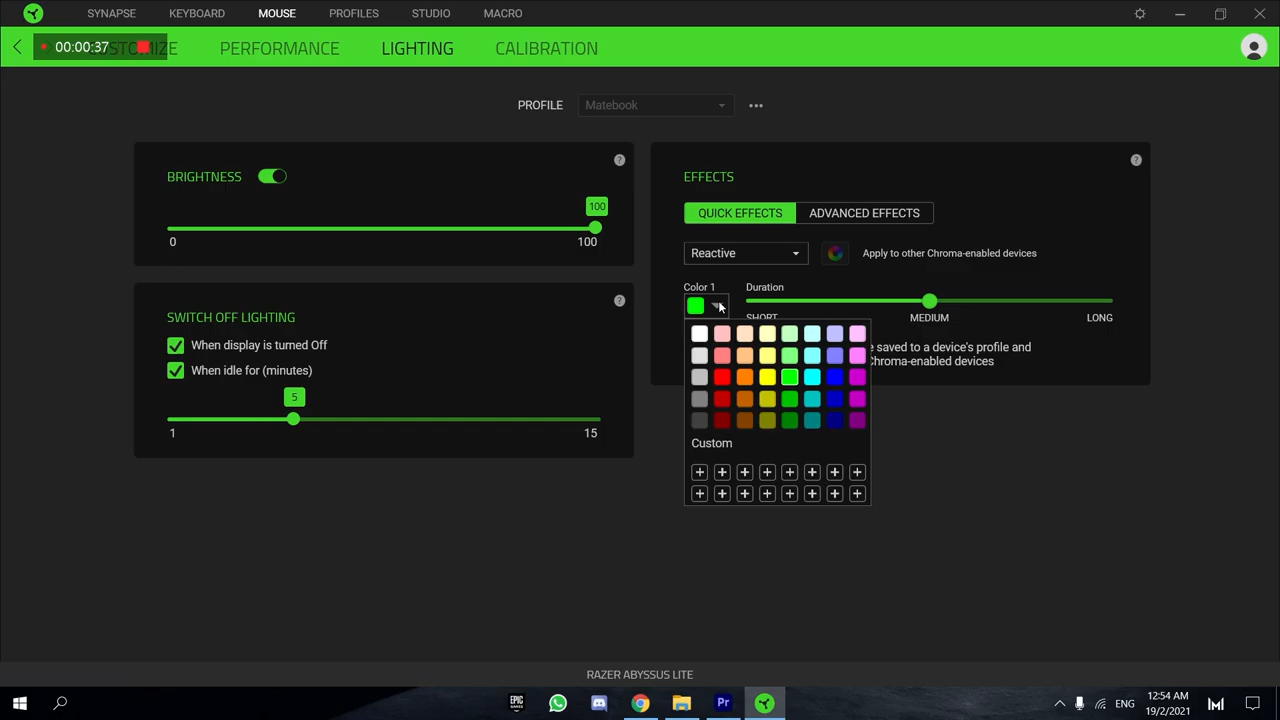 SYNAPSE KEYBOARD MOUSE PROFILES STUDIO MACRO
00:00:37
PERFORMANCE LIGHTING CALIBRATION
PROFILE Matebook
BRIGHTNESS
100
0 100
SWITCH OFF LIGHTING
When display is turned Off
When idle for (minutes)
5
1 15
EFFECTS
QUICK EFFECTS ADVANCED EFFECTS
Reactive Apply to other Chroma-enabled devices
Color 1 Duration
SHORT MEDIUM LONG
saved to a device's profile and
Chroma-enabled devices
Custom
RAZER ABYSSUS LITE
EPIC GAMES
Pr
ENG
12:54 AM
19/2/2021